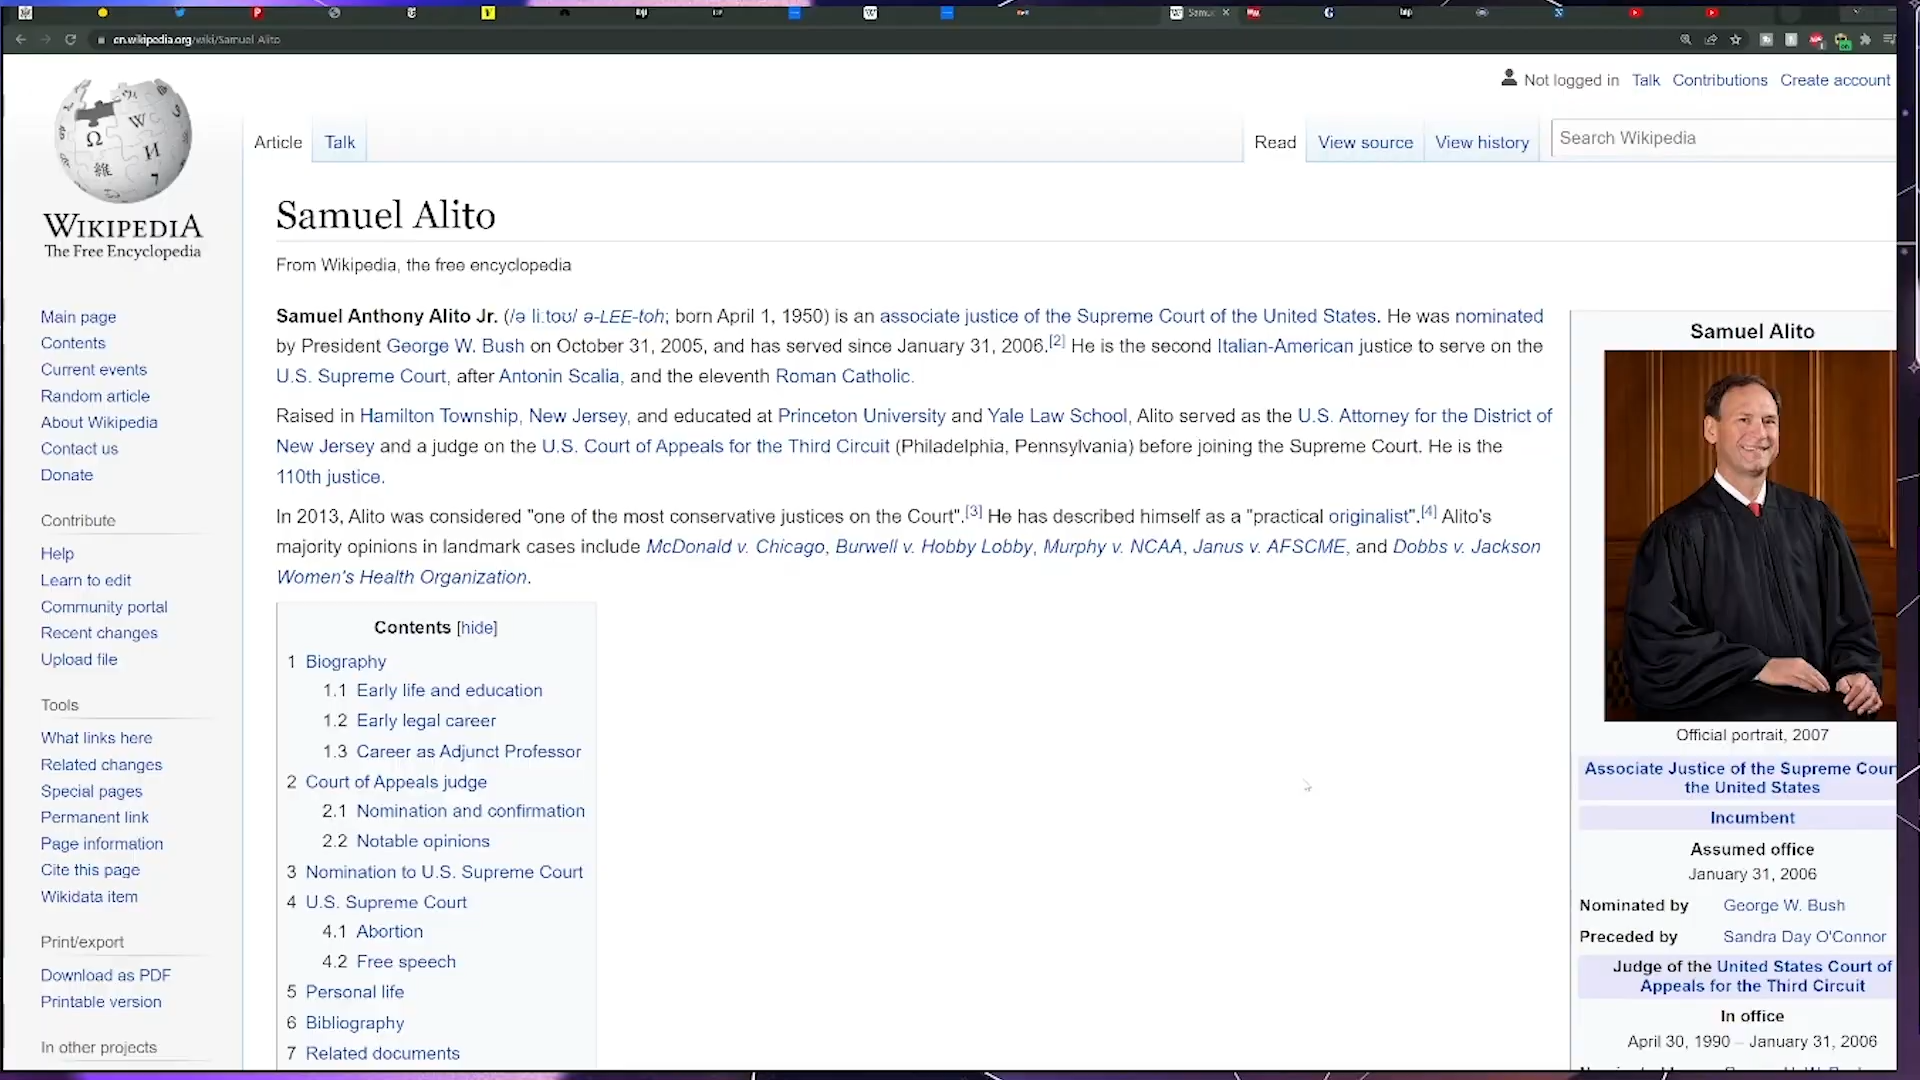 Samuel
en.wikipedia.org/wiki/Samuel Alito
Not logged in Talk Contributions Create account
Article Talk Read View source View history Search Wikipedia
WIKIPEDIA
The Free Encyclopedia
Main page
Contents
Current events
Random article
About Wikipedia
Contact us
Donate
Contribute
Help
Learn to edit
Community portal
Recent changes
Upload file
Tools
What links here
Related changes
Special pages
Permanent link
Page information
Cite this page
Wikidata item
Print/export
Download as PDF
Printable version
In other projects
Samuel Alito
From Wikipedia, the free encyclopedia
Samuel Anthony Alito Jr. (/ə liːtoʊ/ ə-LEE-toh; born April 1, 1950) is an associate justice of the Supreme Court of the United States. He was nominated
by President George W. Bush on October 31, 2005, and has served since January 31, 2006.[2] He is the second Italian-American justice to serve on the
U.S. Supreme Court, after Antonin Scalia, and the eleventh Roman Catholic.
Raised in Hamilton Township, New Jersey, and educated at Princeton University and Yale Law School, Alito served as the U.S. Attorney for the District of
New Jersey and a judge on the U.S. Court of Appeals for the Third Circuit (Philadelphia, Pennsylvania) before joining the Supreme Court. He is the
110th justice.
In 2013, Alito was considered "one of the most conservative justices on the Court".[3] He has described himself as a "practical originalist".[4] Alito's
majority opinions in landmark cases include McDonald v. Chicago, Burwell v. Hobby Lobby, Murphy v. NCAA, Janus v. AFSCME, and Dobbs v. Jackson
Women's Health Organization.
Contents [hide]
1 Biography
1.1 Early life and education
1.2 Early legal career
1.3 Career as Adjunct Professor
2 Court of Appeals judge
2.1 Nomination and confirmation
2.2 Notable opinions
3 Nomination to U.S. Supreme Court
4 U.S. Supreme Court
4.1 Abortion
4.2 Free speech
5 Personal life
6 Bibliography
7 Related documents
Samuel Alito
Official portrait, 2007
Associate Justice of the Supreme Cour
the United States
Incumbent
Assumed office
January 31, 2006
Nominated by George W. Bush
Preceded by Sandra Day O'Connor
Judge of the United States Court of
Appeals for the Third Circuit
In office
April 30, 1990 – January 31, 2006